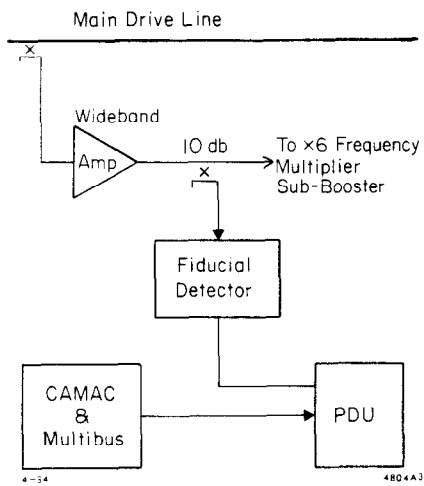 Main Drive Line
x
Wideband
Amp
10 db
x
To x6 Frequency
Multiplier
Sub-Booster
Fiducial
Detector
CAMAC
&
Multibus
PDU
4-84
4804A3